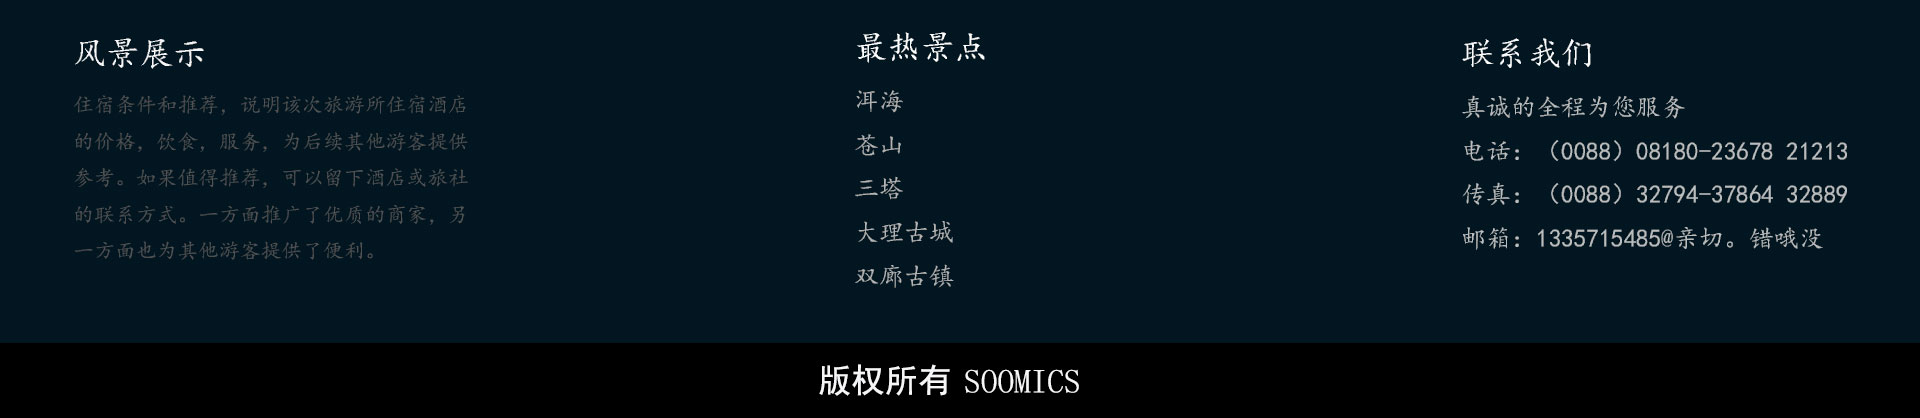 风景展示
住宿条件和推荐，说明该次旅游所住宿酒店
的价格，饮食，服务，为后续其他游客提供
参考。如果值得推荐，可以留下酒店或旅社
的联系方式。一方面推广了优质的商家，另
一方面也为其他游客提供了便利。
最热景点
洱海
苍山
三塔
大理古城
双廊古镇
联系我们
真诚的全程为您服务
电话：（0088）08180-23678 21213
传真：（0088）32794-37864 32889
邮箱：1335715485@亲切。错哦没
版权所有 SOOMICS